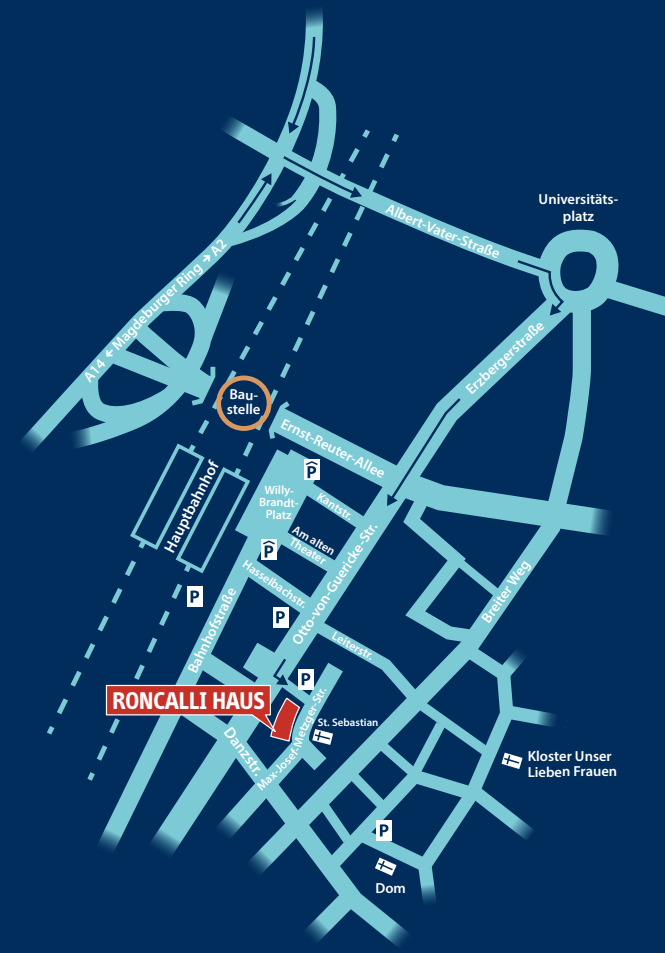 Universitäts-
platz
Albert-Vater-Straße
A14 ← Magdeburger Ring → A2
Erzbergerstraße
Bau-
stelle
Ernst-Reuter-Allee
Hauptbahnhof
P
Willy-
Brandt-
Platz
Kantstr.
Am alten
Theater
P
Hasselbachstr.
Otto-von-Guericke-Str.
Breiter Weg
P
P
Bahnhofstraße
Leiterstr.
P
RONCALLI HAUS
St. Sebastian
Max-Josef-Metzger-Str.
Danzstr.
Kloster Unser
Lieben Frauen
P
Dom